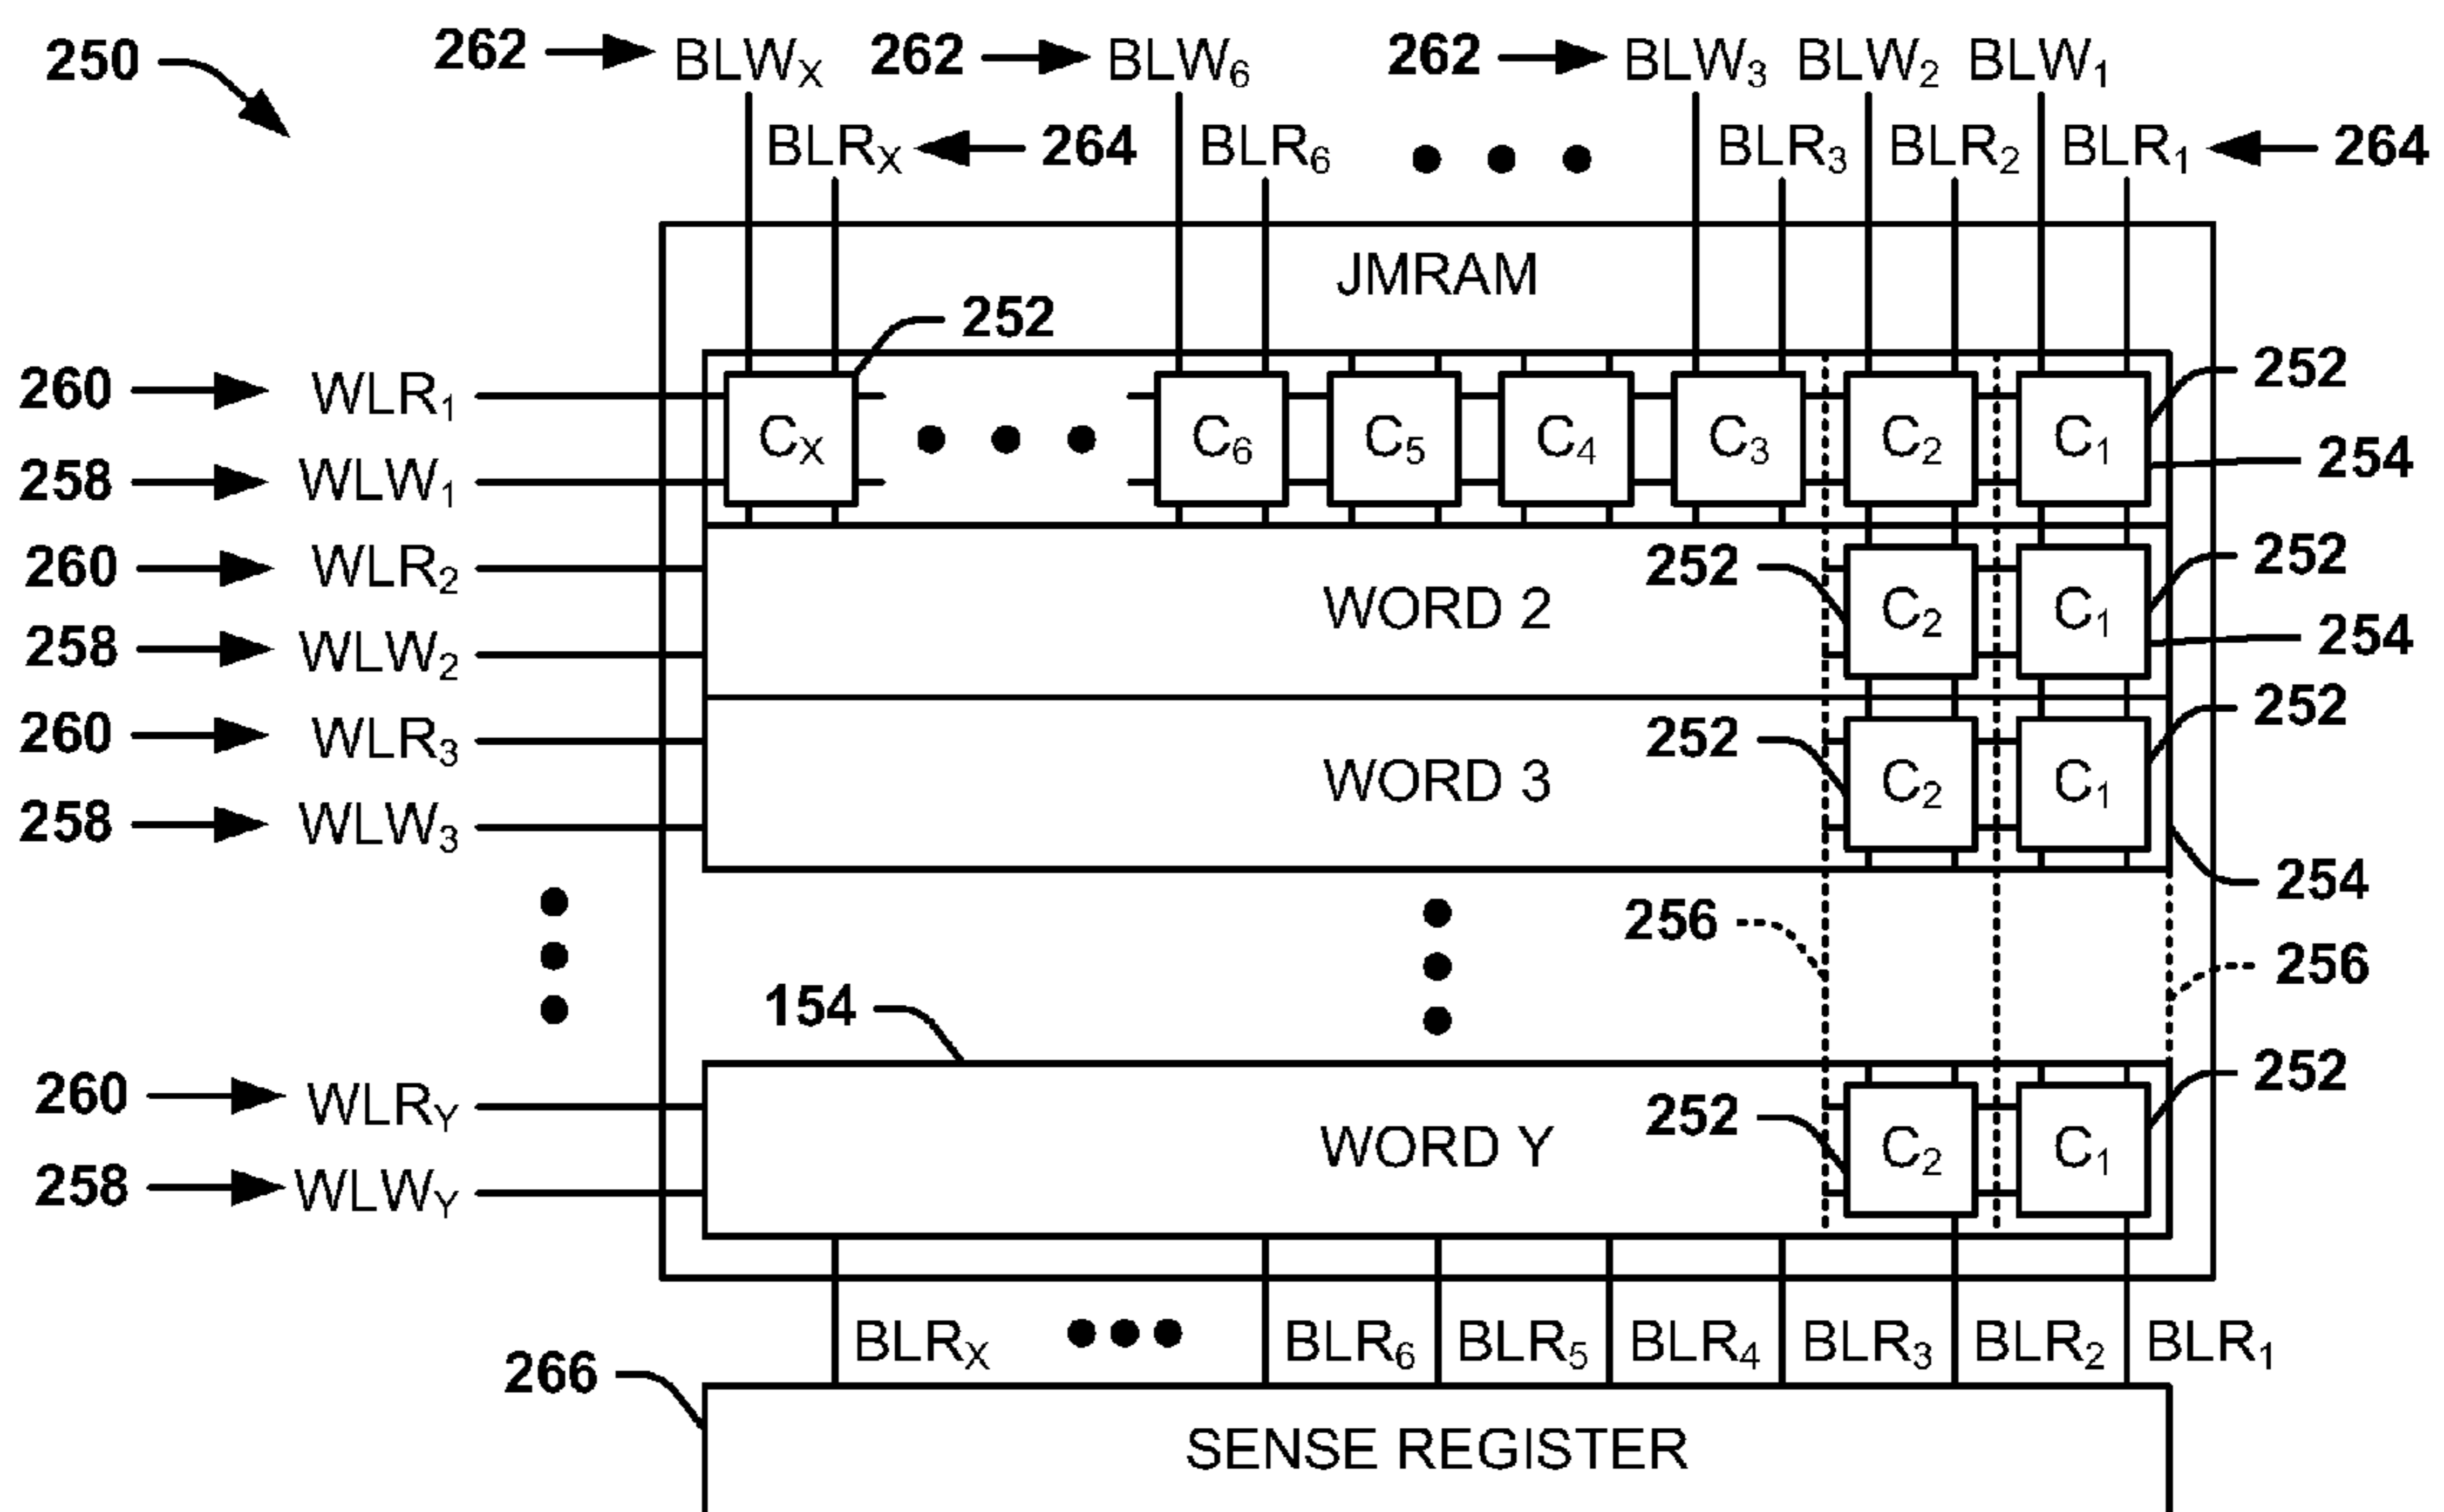 250 262 BLWX 262 BLW6 262 BLW3 BLW2 BLW1
BLRX 264 BLR6 BLR3 BLR2 BLR1 264
JMRAM
252
260 WLR1 252
CX C6 C5 C4 C3 C2 C1
258 WLW1 254
260 WLR2 252 252
WORD 2 C2 C1
258 WLW2 254
260 WLR3 252 252
WORD 3 C2 C1
258 WLW3
254
256 256
154
260 WLRY 252 252
WORD Y C2 C1
258 WLWY
BLRX BLR6 BLR5 BLR4 BLR3 BLR2 BLR1
266
SENSE REGISTER